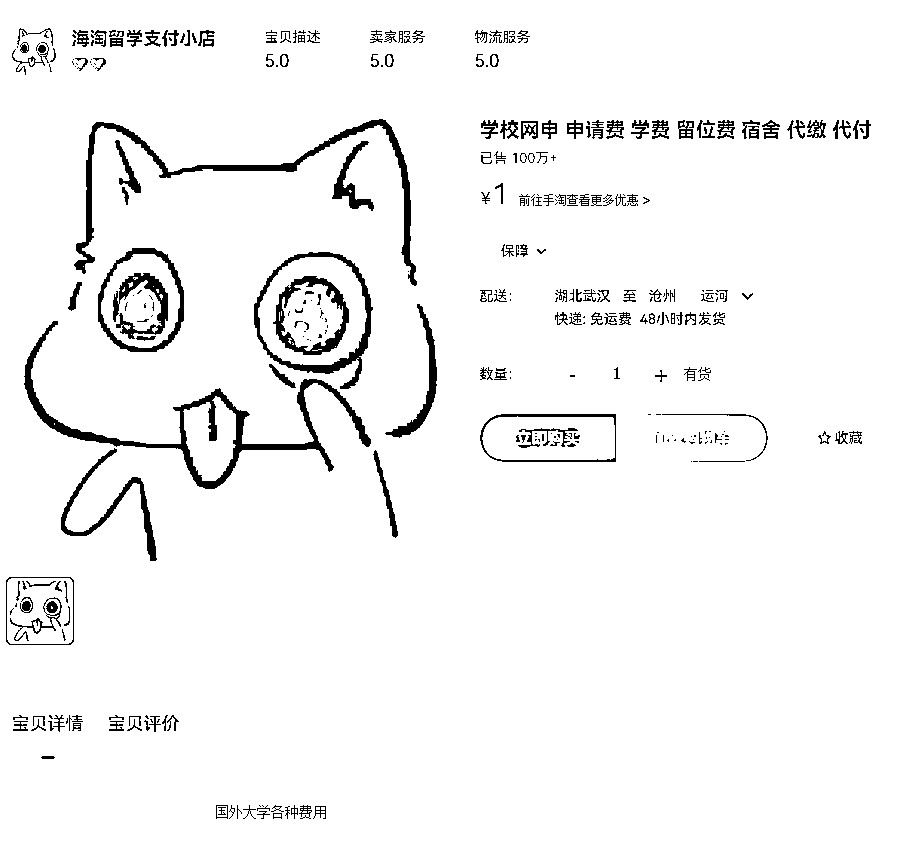 海淘留学支付小店
宝贝描述 卖家服务 物流服务
5.0 5.0 5.0
学校网申 申请费 学费 留位费 宿舍 代缴 代付
已售 100万+
¥1 前往手淘查看更多优惠 >
保障
配送: 湖北武汉 至 沧州 运河
快递: 免运费 48小时内发货
数量: - 1 + 有货
立即购买 收藏
宝贝详情 宝贝评价
国外大学各种费用